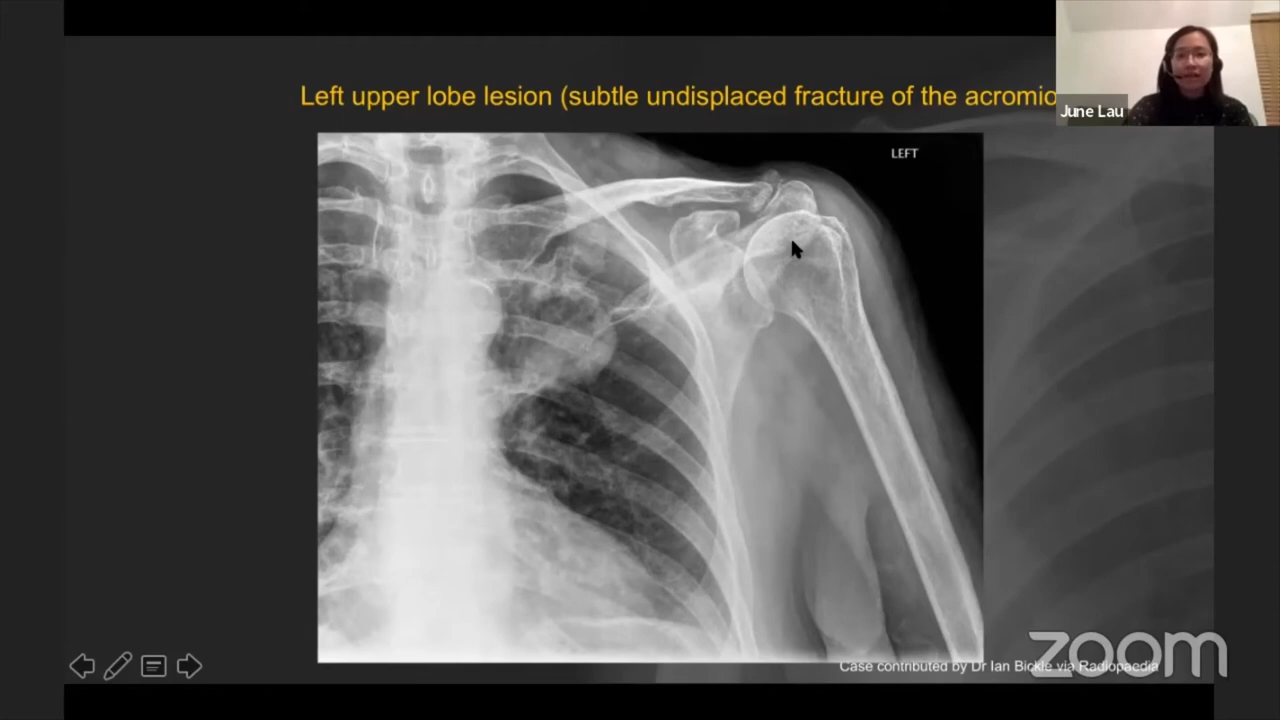 Left upper lobe lesion (subtle undisplaced fracture of the acromio
June Lau
LEFT
zoom
Case contributed by Dr Ian Bickle via Radiopaedia